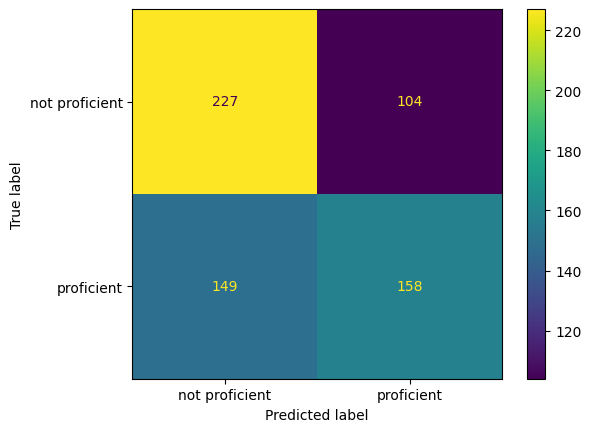 not proficient
227
104
proficient
149
158
not proficient
proficient
Predicted label
True label
220
200
180
160
140
120